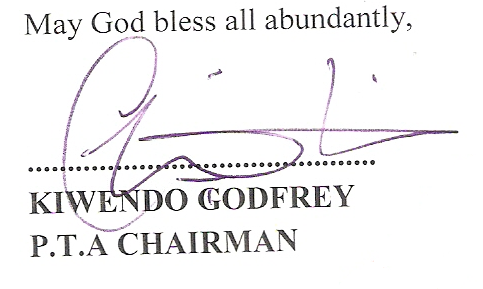 May God bless all abundantly,
................................................
KIWENDO GODFREY
P.T.A CHAIRMAN